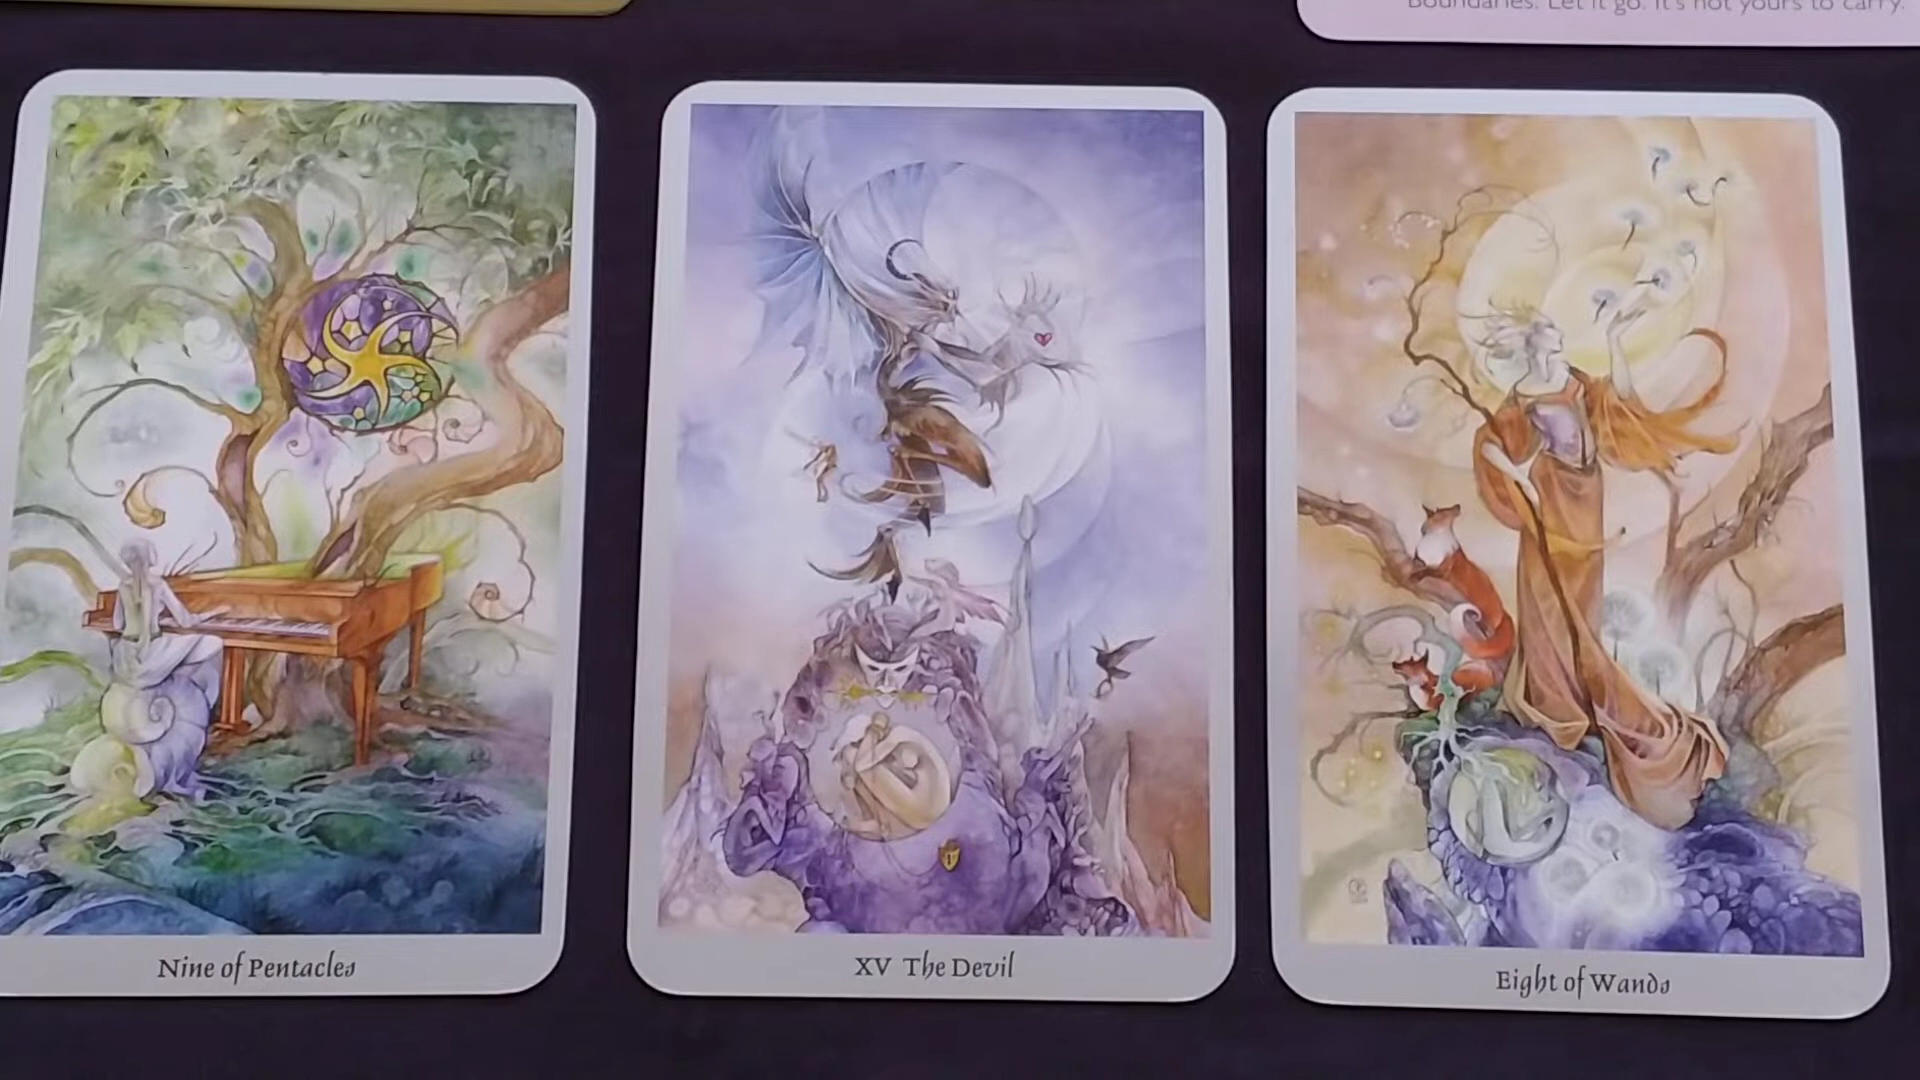 Boundaries. Let it go. It's not yours to carry.
Nine of Pentacles
XV The Devil
Eight of Wands